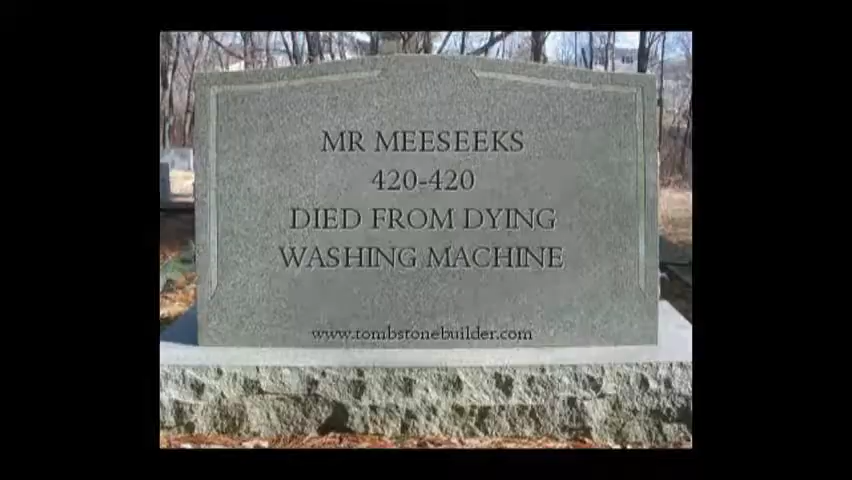 MR MEESEEKS
420-420
DIED FROM DYING
WASHING MACHINE
www.tombstonebuilder.com